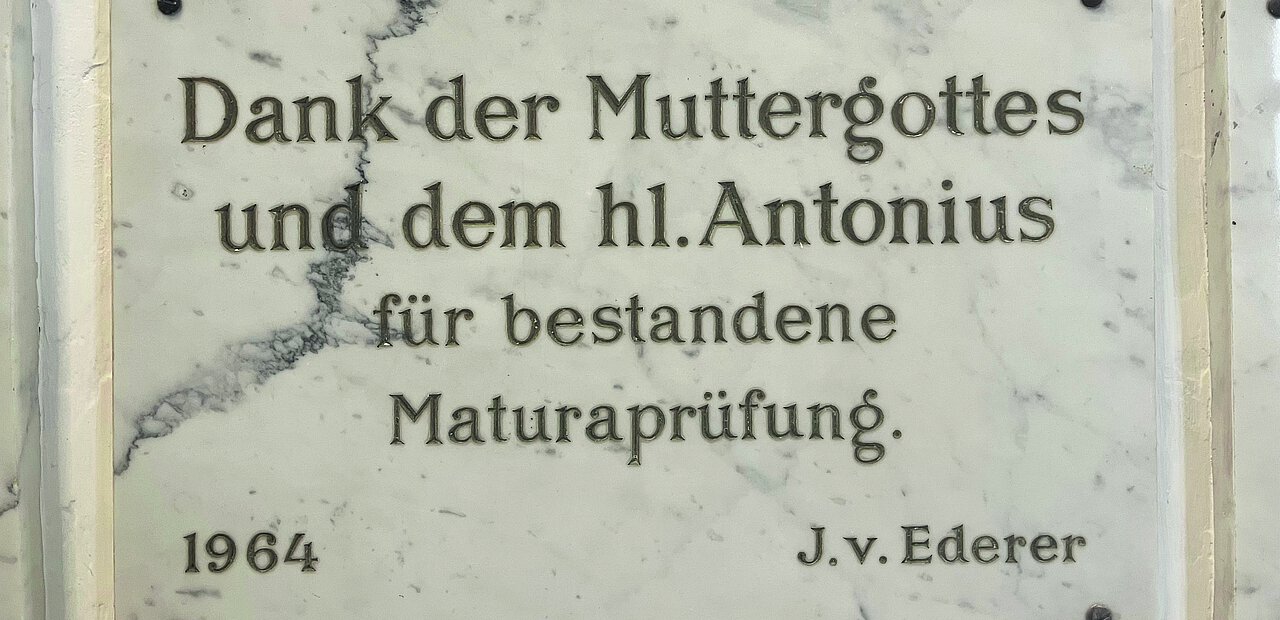 Dank der Muttergottes
und dem hl. Antonius
für bestandene
Maturaprüfung.
1964 J. v. Ederer